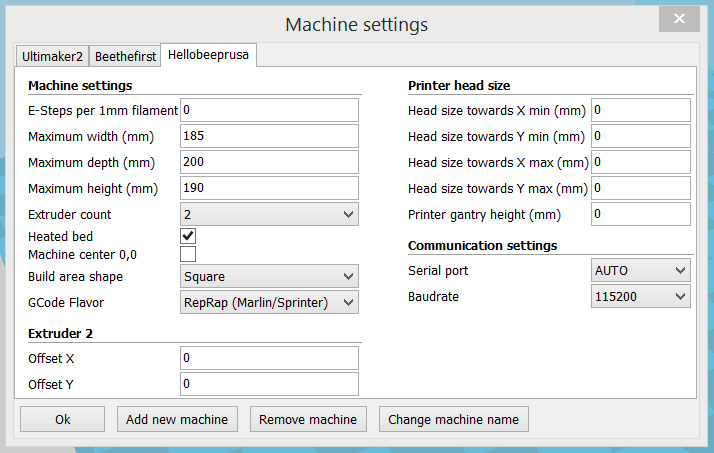 Machine settings
Ultimaker2 Beethefirst Hellobeeprusa
Machine settings
E-Steps per 1mm filament 0
Maximum width (mm) 185
Maximum depth (mm) 200
Maximum height (mm) 190
Extruder count 2
Heated bed
Machine center 0,0
Build area shape Square
GCode Flavor RepRap (Marlin/Sprinter)
Extruder 2
Offset X 0
Offset Y 0
Printer head size
Head size towards X min (mm) 0
Head size towards Y min (mm) 0
Head size towards X max (mm) 0
Head size towards Y max (mm) 0
Printer gantry height (mm) 0
Communication settings
Serial port AUTO
Baudrate 115200
Ok Add new machine Remove machine Change machine name